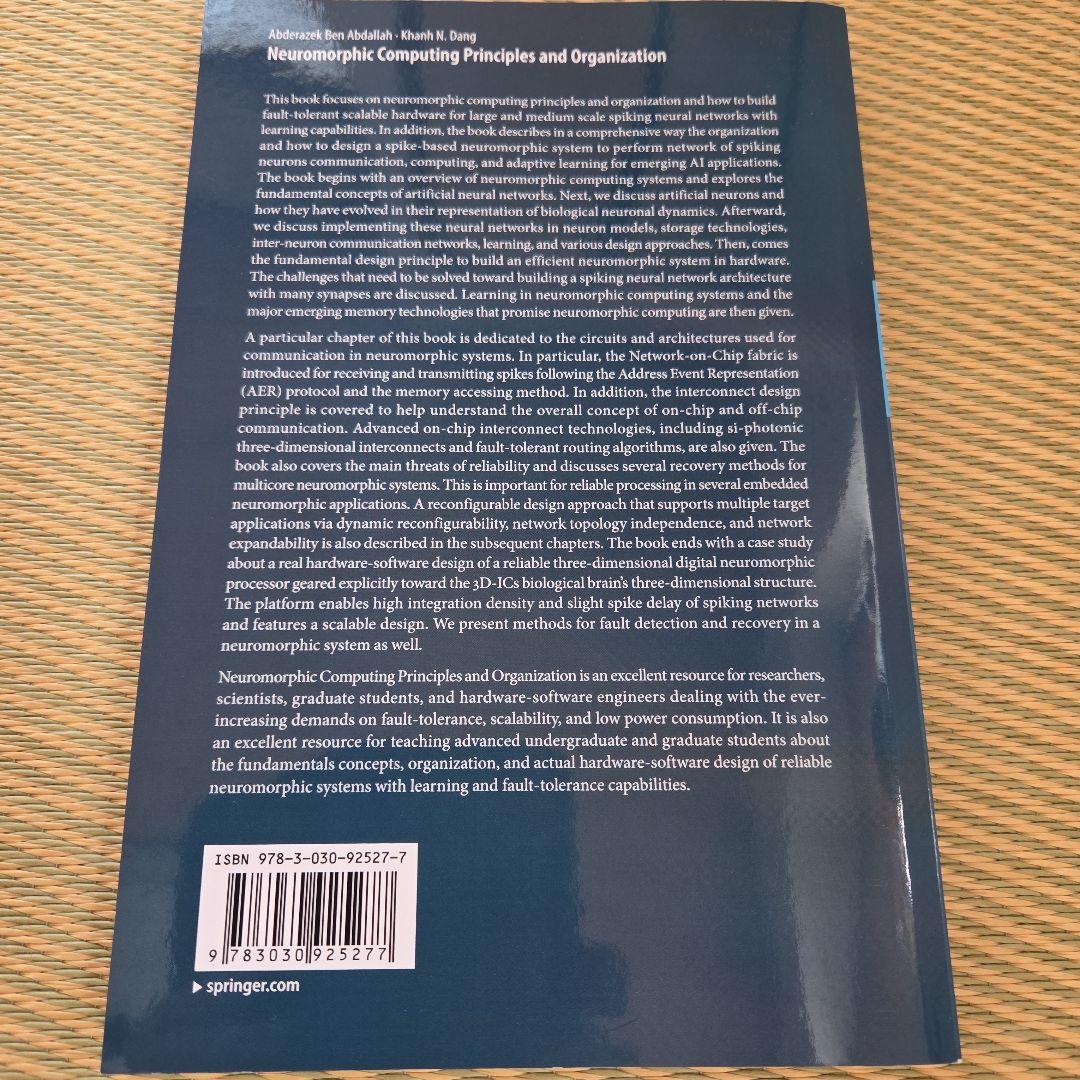 Abderazek Ben Abdallah · Khanh N. Dang
Neuromorphic Computing Principles and Organization
This book focuses on neuromorphic computing principles and organization and how to build
fault-tolerant scalable hardware for large and medium scale spiking neural networks with
learning capabilities. In addition, the book describes in a comprehensive way the organization
and how to design a spike-based neuromorphic system to perform network of spiking
neurons communication, computing, and adaptive learning for emerging AI applications.
The book begins with an overview of neuromorphic computing systems and explores the
fundamental concepts of artificial neural networks. Next, we discuss artificial neurons and
how they have evolved in their representation of biological neuronal dynamics. Afterward,
we discuss implementing these neural networks in neuron models, storage technologies,
inter-neuron communication networks, learning, and various design approaches. Then, comes
the fundamental design principle to build an efficient neuromorphic system in hardware.
The challenges that need to be solved toward building a spiking neural network architecture
with many synapses are discussed. Learning in neuromorphic computing systems and the
major emerging memory technologies that promise neuromorphic computing are then given.
A particular chapter of this book is dedicated to the circuits and architectures used for
communication in neuromorphic systems. In particular, the Network-on-Chip fabric is
introduced for receiving and transmitting spikes following the Address Event Representation
(AER) protocol and the memory accessing method. In addition, the interconnect design
principle is covered to help understand the overall concept of on-chip and off-chip
communication. Advanced on-chip interconnect technologies, including si-photonic
three-dimensional interconnects and fault-tolerant routing algorithms, are also given. The
book also covers the main threats of reliability and discusses several recovery methods for
multicore neuromorphic systems. This is important for reliable processing in several embedded
neuromorphic applications. A reconfigurable design approach that supports multiple target
applications via dynamic reconfigurability, network topology independence, and network
expandability is also described in the subsequent chapters. The book ends with a case study
about a real hardware-software design of a reliable three-dimensional digital neuromorphic
processor geared explicitly toward the 3D-ICs biological brain's three-dimensional structure.
The platform enables high integration density and slight spike delay of spiking networks
and features a scalable design. We present methods for fault detection and recovery in a
neuromorphic system as well.
Neuromorphic Computing Principles and Organization is an excellent resource for researchers,
scientists, graduate students, and hardware-software engineers dealing with the ever-
increasing demands on fault-tolerance, scalability, and low power consumption. It is also
an excellent resource for teaching advanced undergraduate and graduate students about
the fundamentals concepts, organization, and actual hardware-software design of reliable
neuromorphic systems with learning and fault-tolerance capabilities.
ISBN 978-3-030-92527-7
9 783030 925277
springer.com